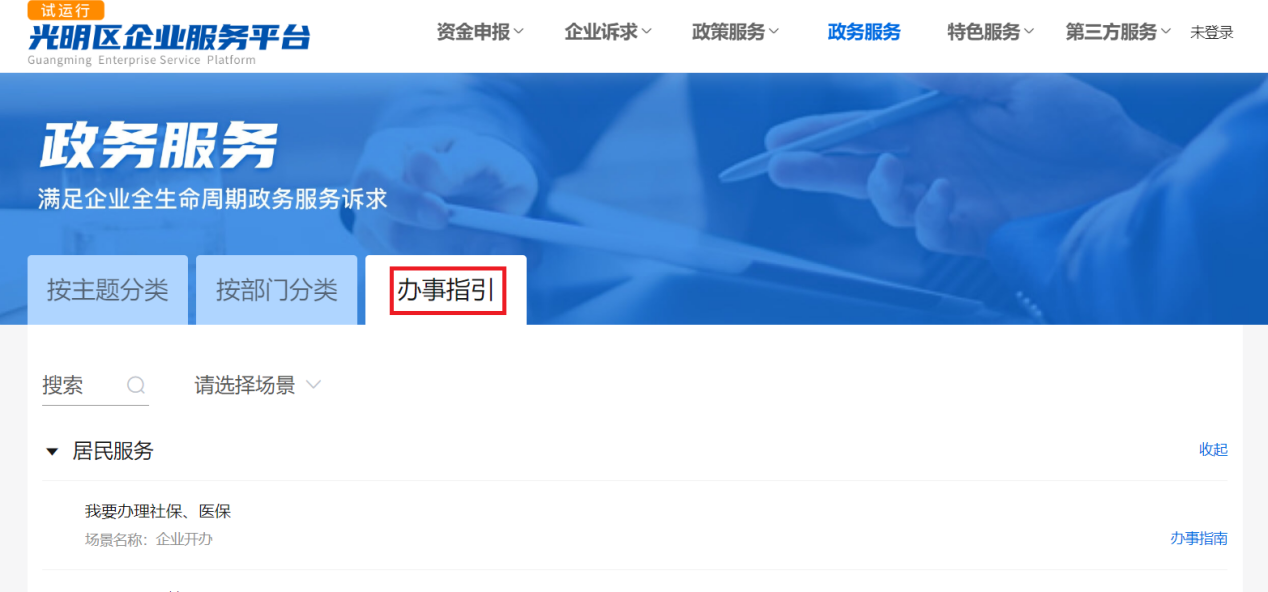 试运行
光明区企业服务平台
Guangming Enterprise Service Platform
资金申报 企业诉求 政策服务 政务服务 特色服务 第三方服务 未登录
政务服务
满足企业全生命周期政务服务诉求
按主题分类 按部门分类 办事指引
搜索 请选择场景
居民服务 收起
我要办理社保、医保
场景名称：企业开办
办事指南